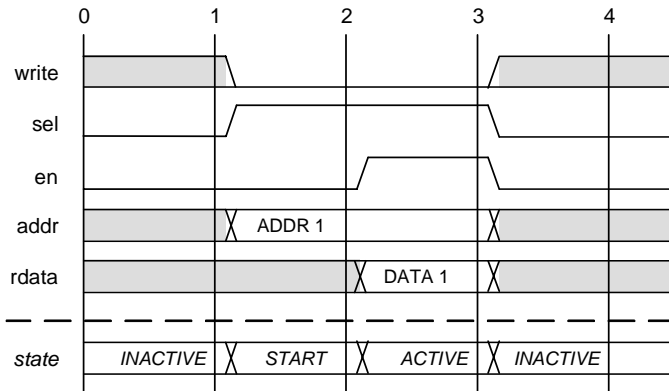 0 1 2 3 4
write
sel
en
addr ADDR 1
rdata DATA 1
state INACTIVE START ACTIVE INACTIVE